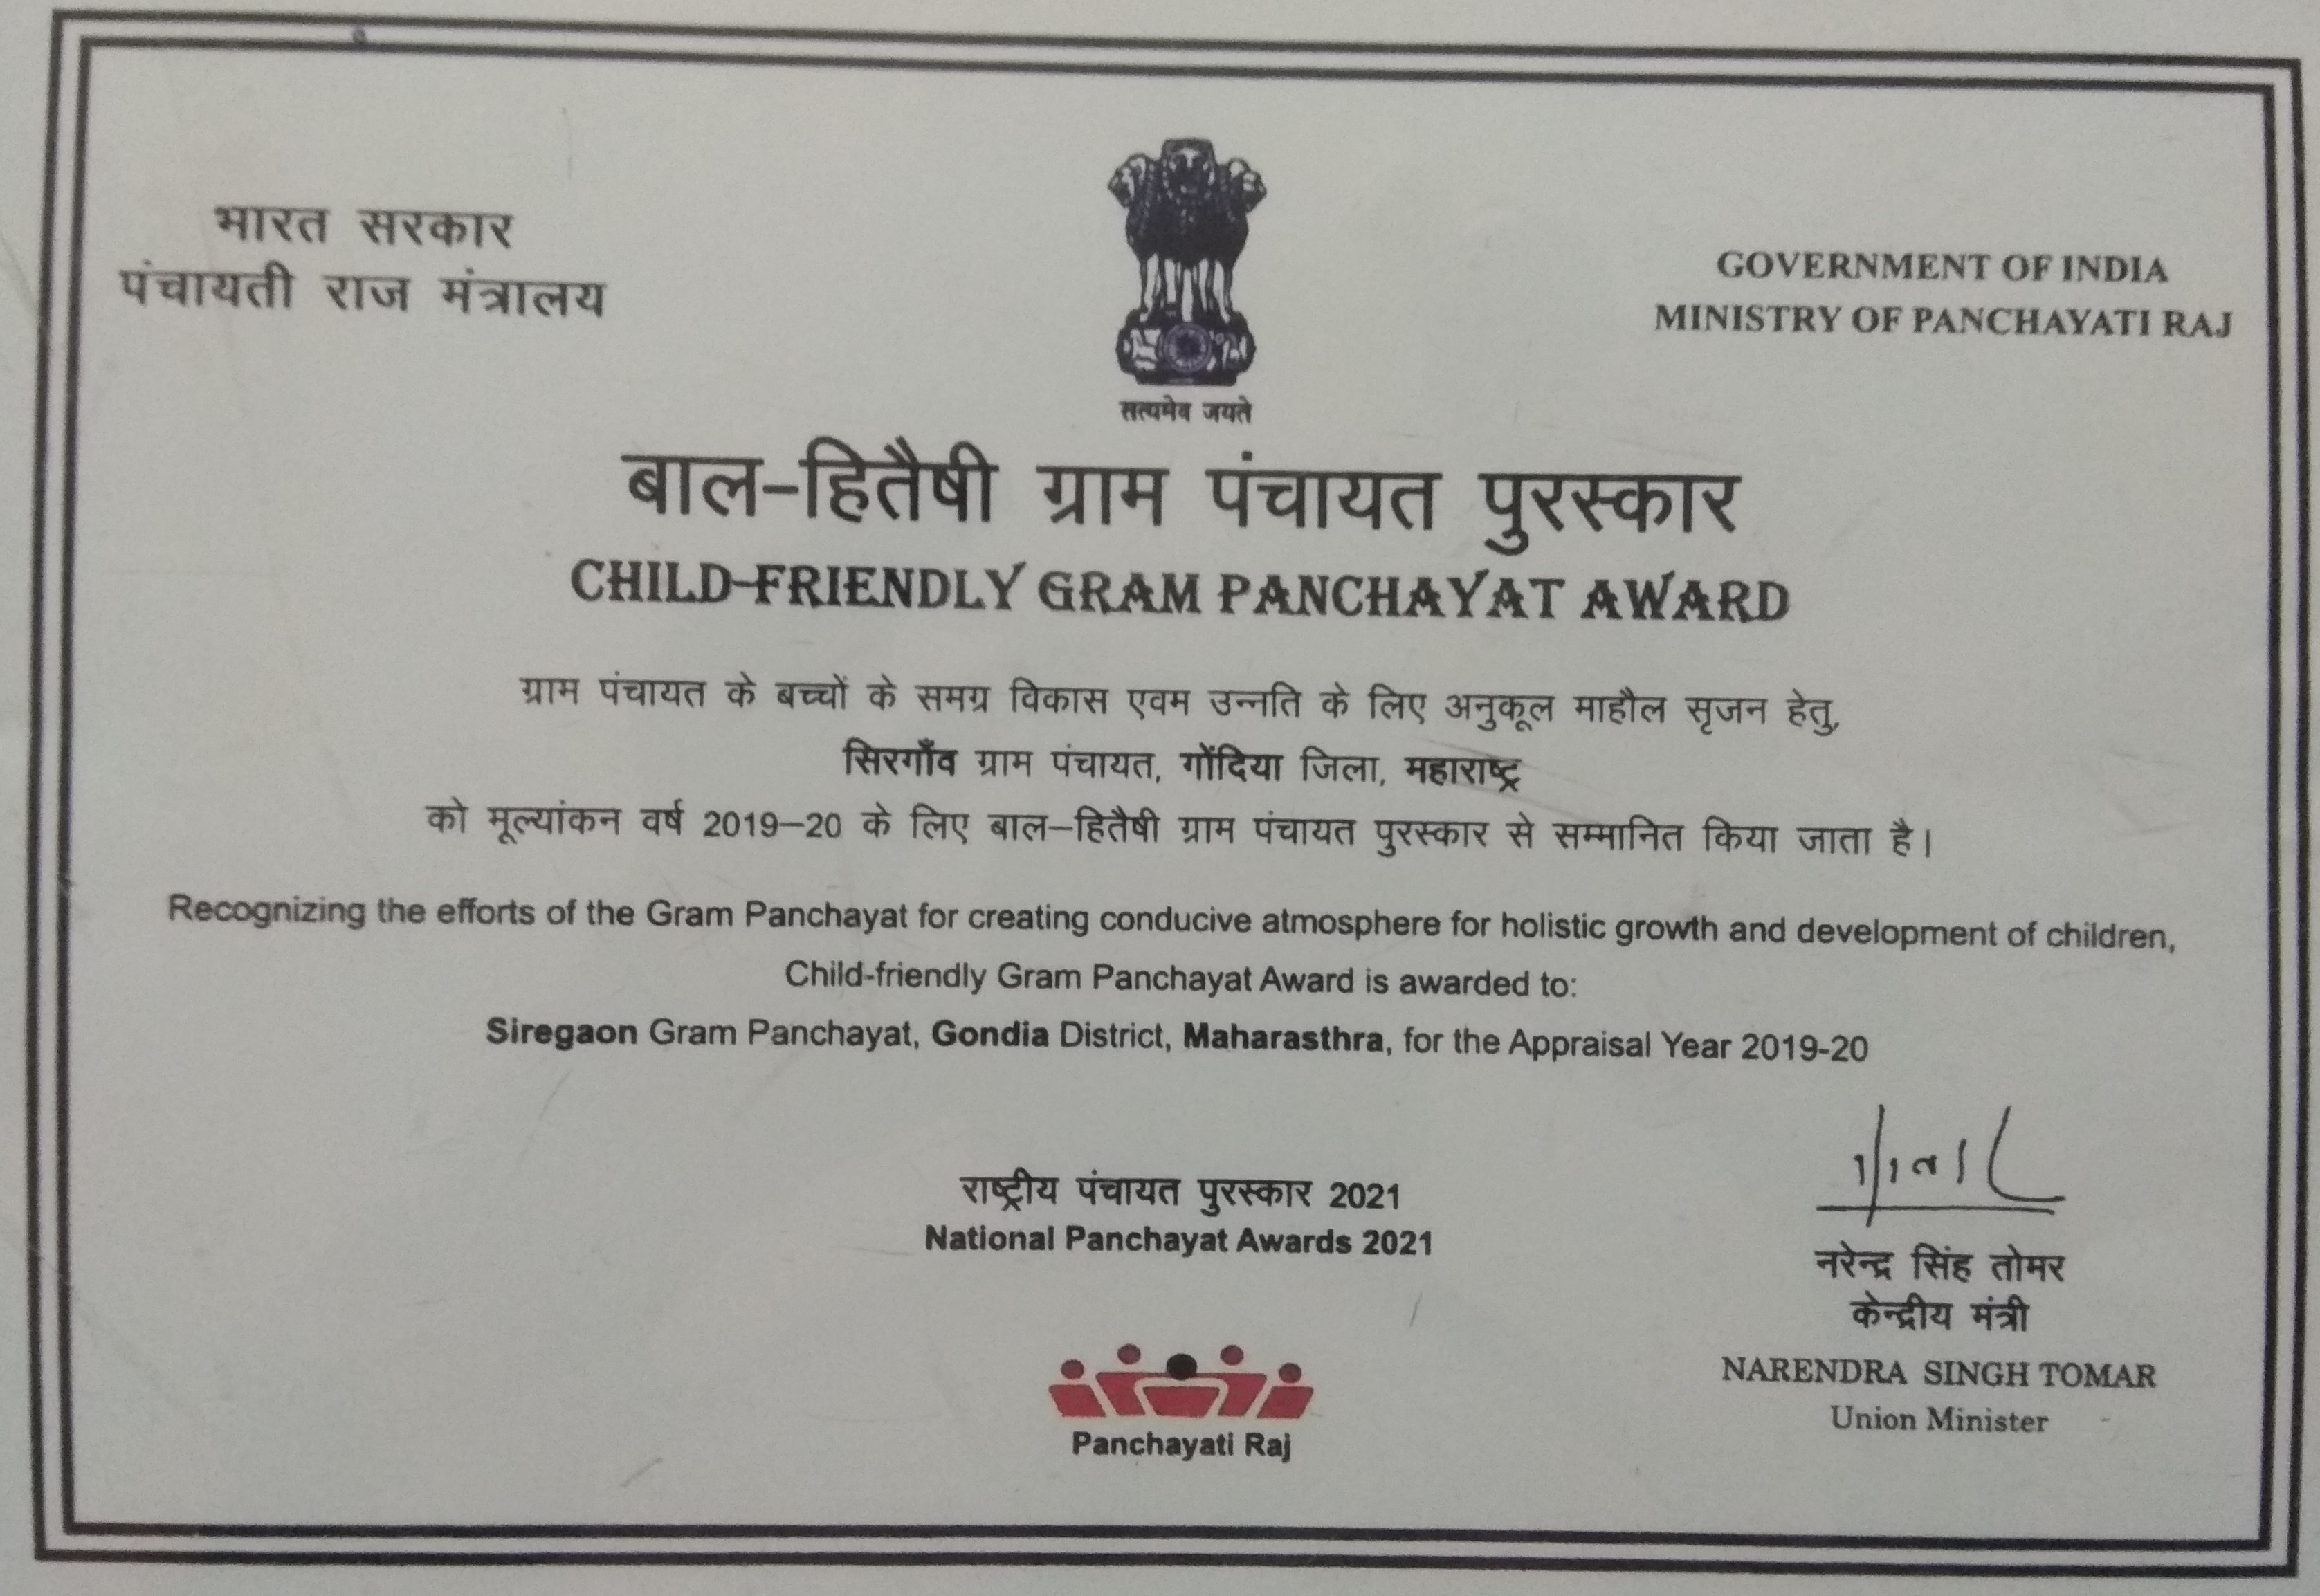 भारत सरकार
पंचायती राज मंत्रालय
GOVERNMENT OF INDIA
MINISTRY OF PANCHAYATI RAJ
सत्यमेव जयते
बाल-हितैषी ग्राम पंचायत पुरस्कार
CHILD-FRIENDLY GRAM PANCHAYAT AWARD
ग्राम पंचायत के बच्चों के समग्र विकास एवम उन्नति के लिए अनुकूल माहौल सृजन हेतु,
सिरगाँव ग्राम पंचायत, गोंदिया जिला, महाराष्ट्र
को मूल्यांकन वर्ष 2019-20 के लिए बाल-हितैषी ग्राम पंचायत पुरस्कार से सम्मानित किया जाता है।
Recognizing the efforts of the Gram Panchayat for creating conducive atmosphere for holistic growth and development of children,
Child-friendly Gram Panchayat Award is awarded to:
Siregaon Gram Panchayat, Gondia District, Maharasthra, for the Appraisal Year 2019-20
राष्ट्रीय पंचायत पुरस्कार 2021
National Panchayat Awards 2021
नरेन्द्र सिंह तोमर
केन्द्रीय मंत्री
NARENDRA SINGH TOMAR
Union Minister
Panchayati Raj